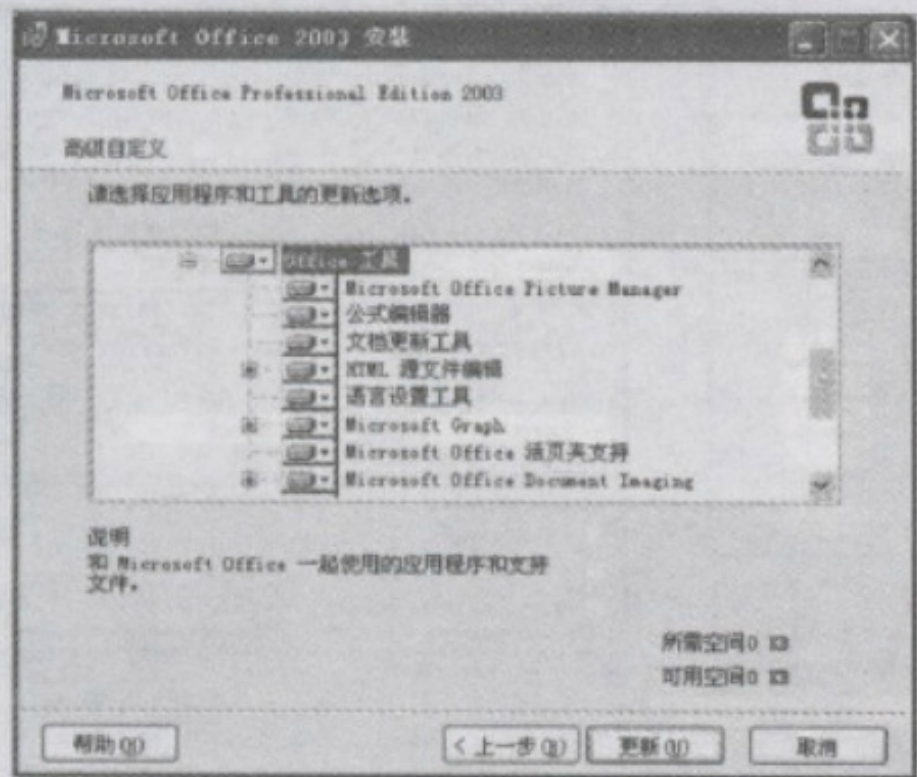 Microsoft Office 2003 安装
Microsoft Office Professional Edition 2003
高级自定义
请选择应用程序和工具的更新选项。
Office 工具
Microsoft Office Picture Manager
公式编辑器
文档更新工具
HTML 源文件编辑
语言设置工具
Microsoft Graph
Microsoft Office 活页夹支持
Microsoft Office Document Imaging
说明
和 Microsoft Office 一起使用的应用程序和支持
文件。
所需空间0 KB
可用空间0 KB
帮助(H)
< 上一步(B)
更新(U)
取消